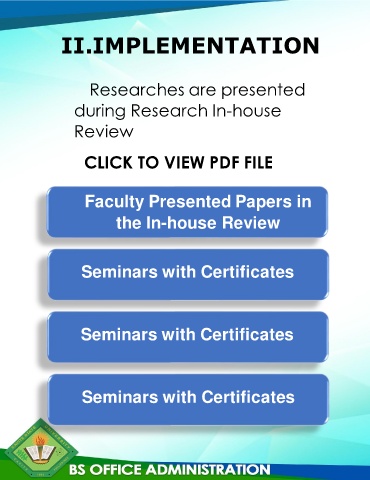 II.IMPLEMENTATION
Researches are presented
during Research In-house
Review
CLICK TO VIEW PDF FILE
Faculty Presented Papers in
the In-house Review
Seminars with Certificates
Seminars with Certificates
Seminars with Certificates
BS OFFICE ADMINISTRATION